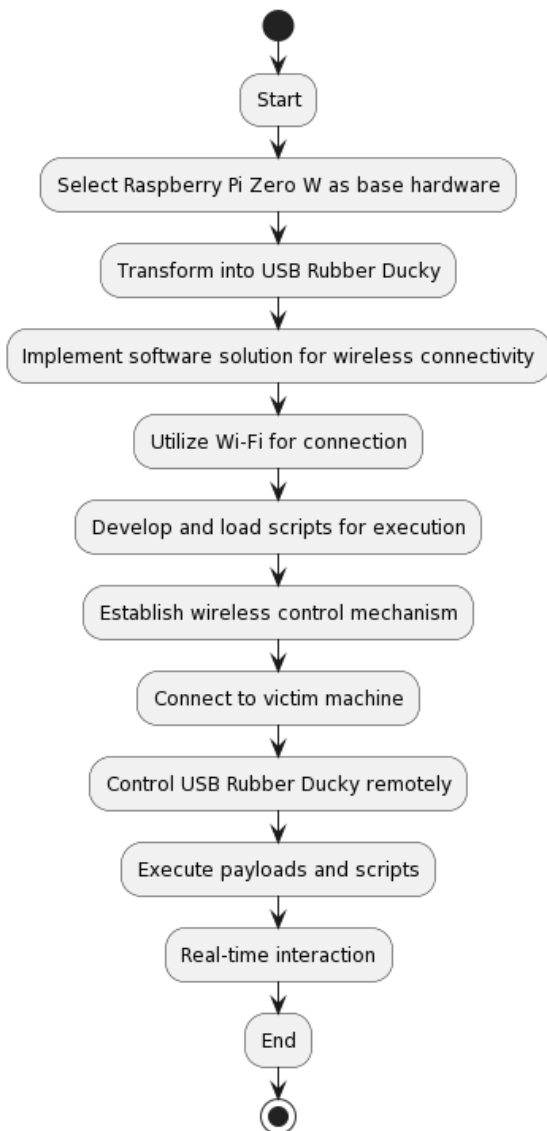 Start
Select Raspberry Pi Zero W as base hardware
Transform into USB Rubber Ducky
Implement software solution for wireless connectivity
Utilize Wi-Fi for connection
Develop and load scripts for execution
Establish wireless control mechanism
Connect to victim machine
Control USB Rubber Ducky remotely
Execute payloads and scripts
Real-time interaction
End